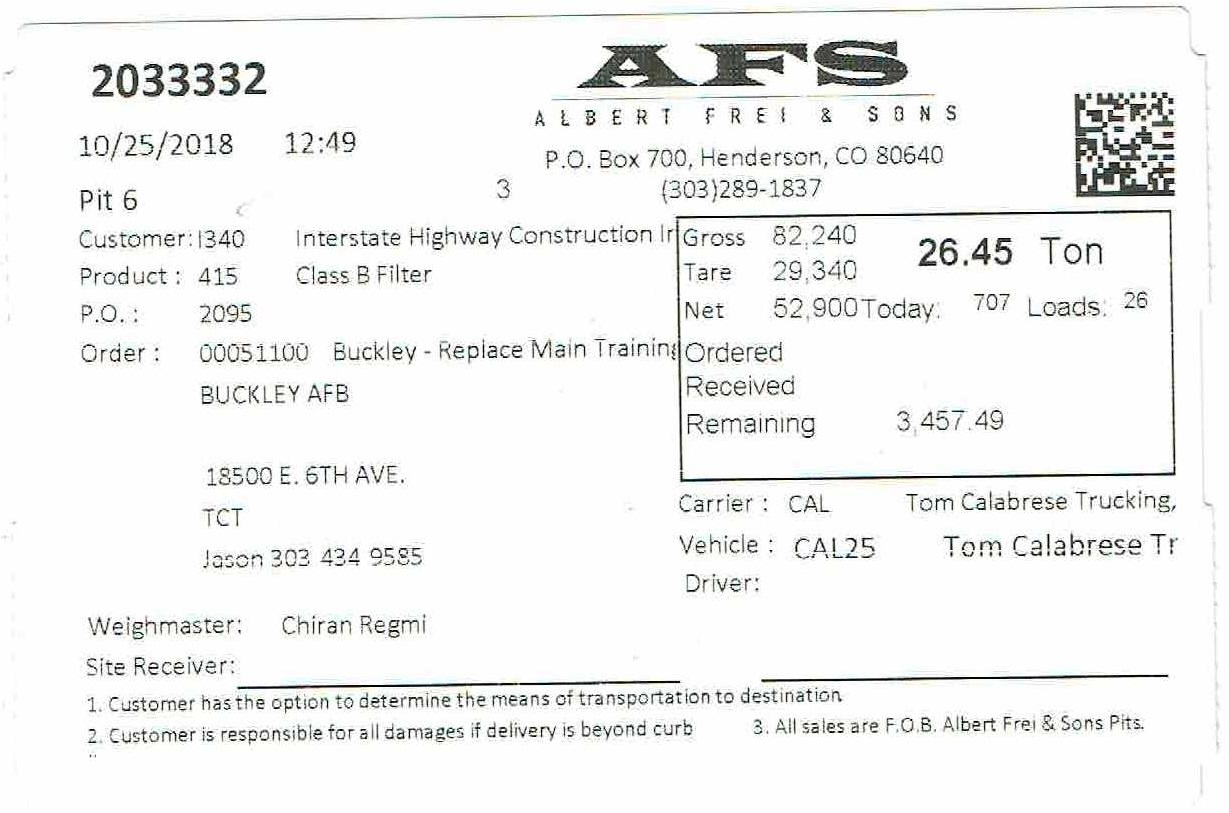 2033332
AFS
ALBERT FREI & SONS
10/25/2018 12:49
P.O. Box 700, Henderson, CO 80640
Pit 6
3 (303)289-1837
Customer: I340 Interstate Highway Construction Ir
Product : 415 Class B Filter
P.O. : 2095
Order : 00051100 Buckley - Replace Main Training
BUCKLEY AFB
18500 E. 6TH AVE.
TCT
Jason 303 434 9585
Gross 82,240 26.45 Ton
Tare 29,340
Net 52,900 Today: 707 Loads: 26
Ordered
Received
Remaining 3,457.49
Carrier : CAL Tom Calabrese Trucking,
Vehicle : CAL25 Tom Calabrese Tr
Driver:
Weighmaster: Chiran Regmi
Site Receiver:
1. Customer has the option to determine the means of transportation to destination
2. Customer is responsible for all damages if delivery is beyond curb 3. All sales are F.O.B. Albert Frei & Sons Pits.